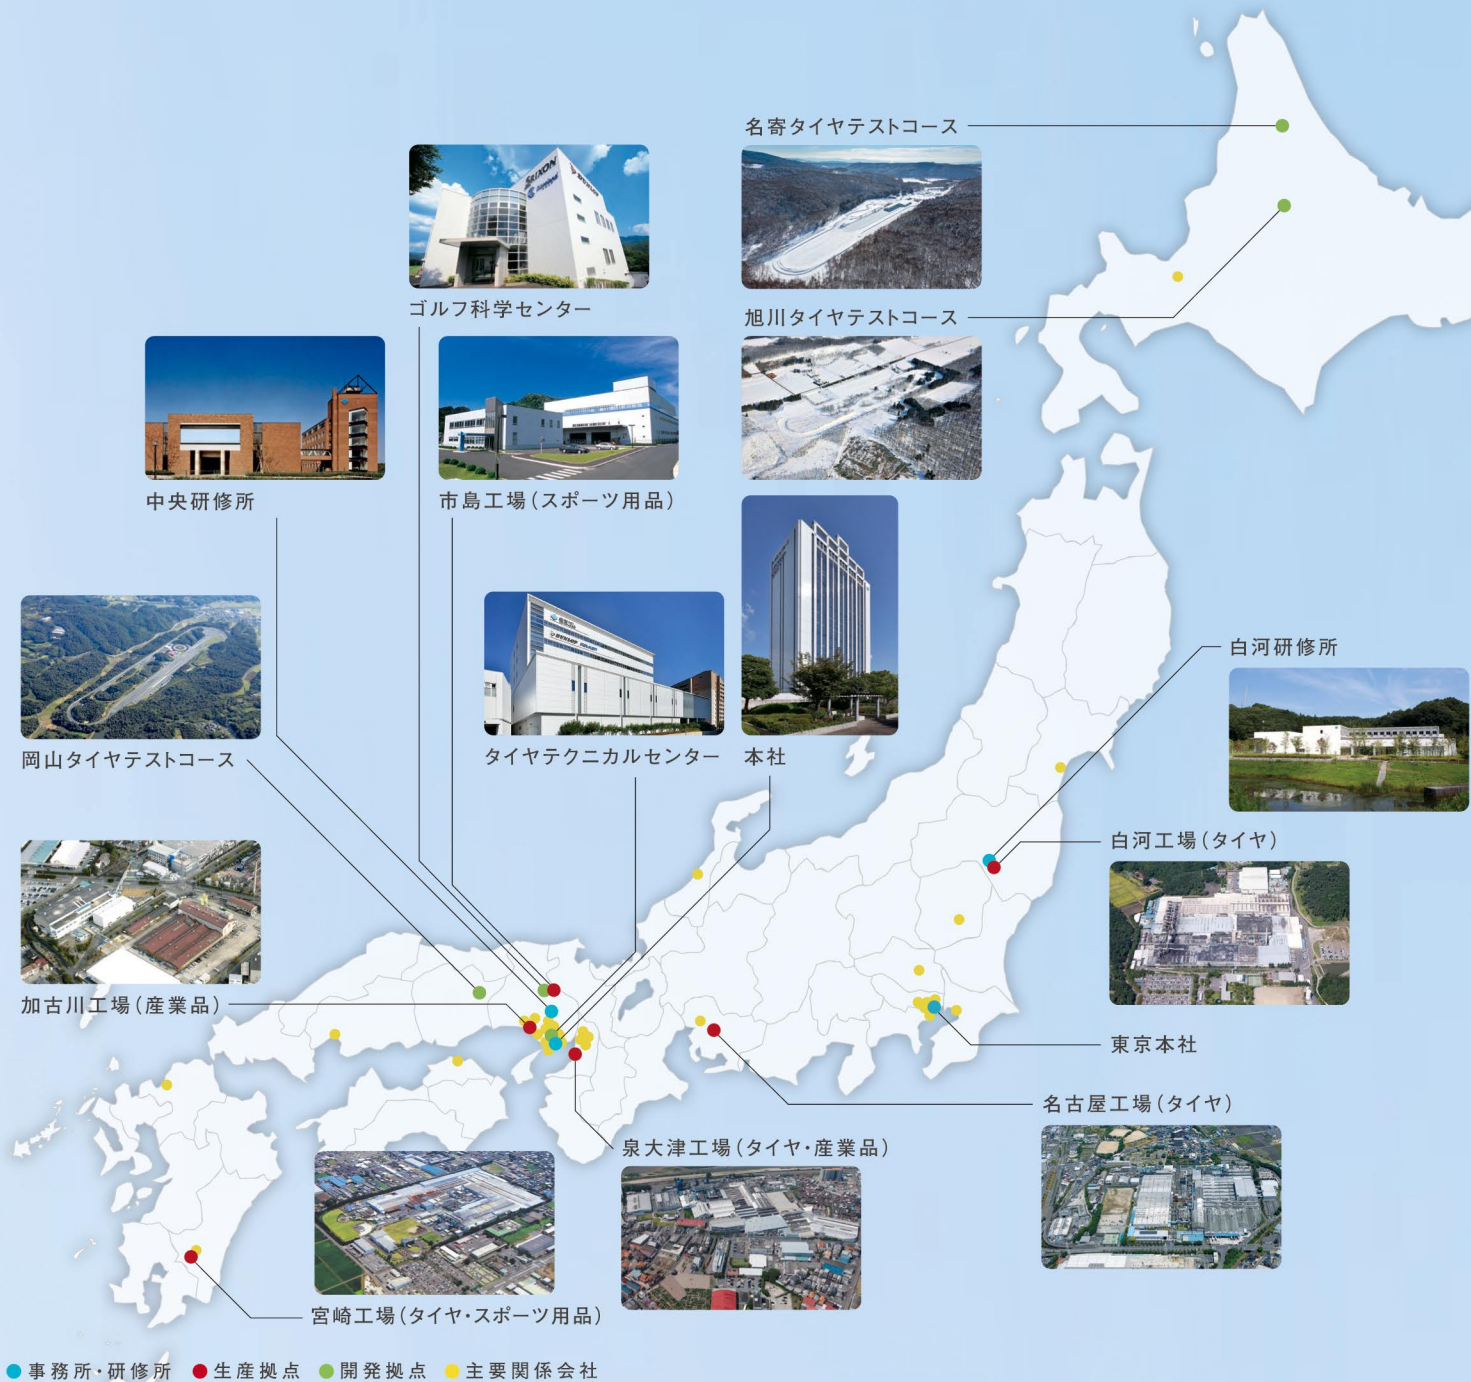 名寄タイヤテストコース
SRIXON
DUNLOP
ゴルフ科学センター
旭川タイヤテストコース
中央研修所
市島工場(スポーツ用品)
DUNLOP
タイヤテクニカルセンター
本社
白河研修所
岡山タイヤテストコース
白河工場(タイヤ)
加古川工場(産業品)
東京本社
名古屋工場(タイヤ)
泉大津工場(タイヤ・産業品)
宮崎工場(タイヤ・スポーツ用品)
事務所・研修所 生産拠点 開発拠点 主要関係会社